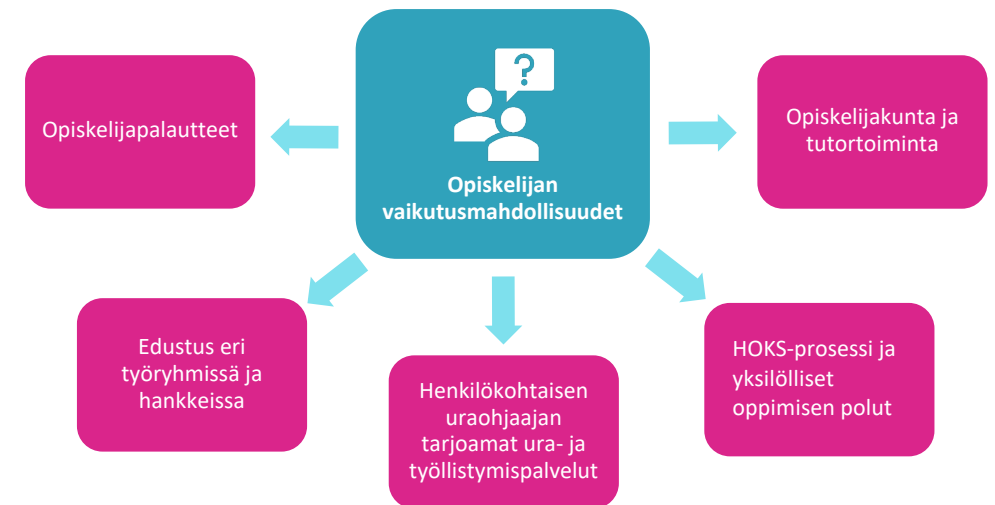 ?
Opiskelijan
vaikutusmahdollisuudet
Opiskelijapalautteet
Opiskelijakunta ja
tutortoiminta
Edustus eri
työryhmissä ja
hankkeissa
Henkilökohtaisen
uraohjaajan
tarjoamat ura- ja
työllistymispalvelut
HOKS-prosessi ja
yksilölliset
oppimisen polut